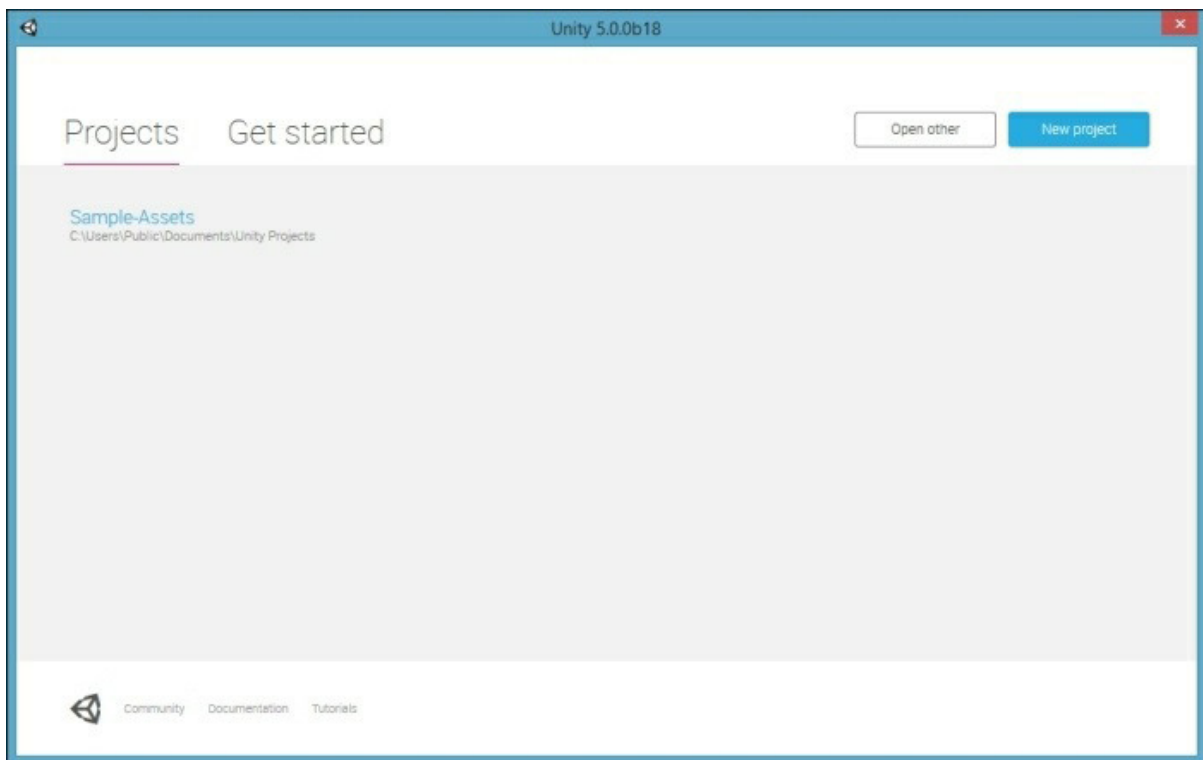 Unity 5.0.0b18
Projects Get started Open other New project
Sample-Assets
C:\Users\Public\Documents\Unity Projects
Community Documentation Tutorials